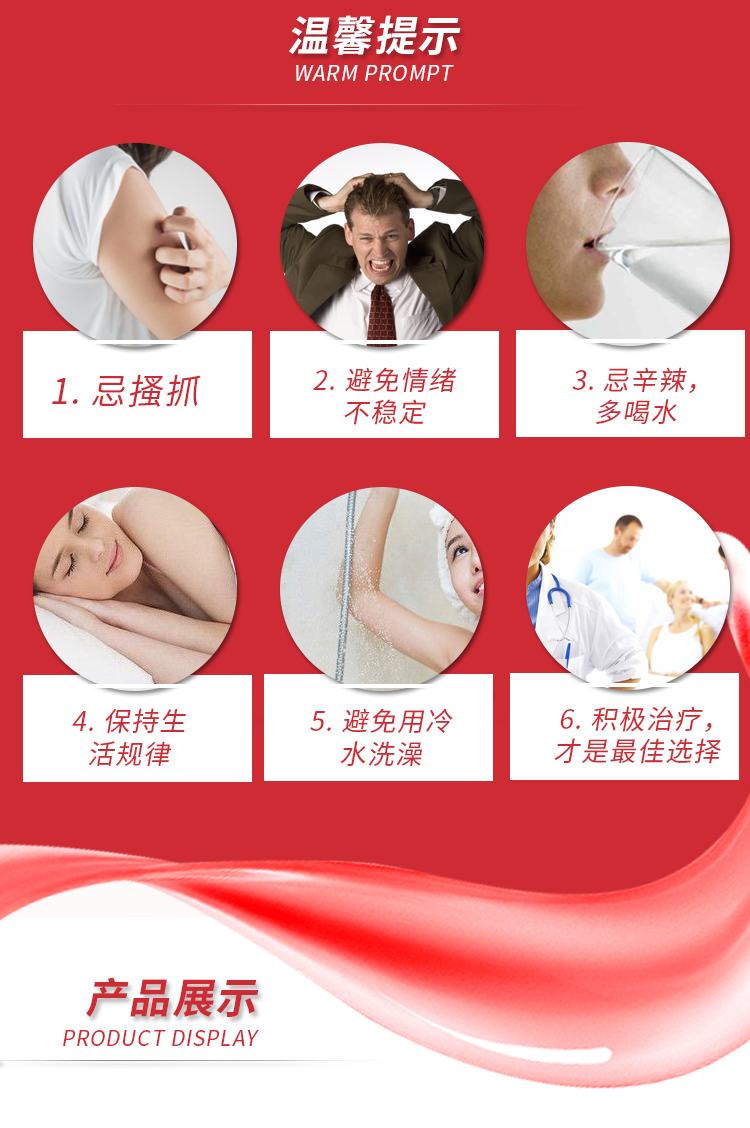 温馨提示
WARM PROMPT
1. 忌搔抓
2. 避免情绪
不稳定
3. 忌辛辣，
多喝水
4. 保持生
活规律
5. 避免用冷
水洗澡
6. 积极治疗，
才是最佳选择
产品展示
PRODUCT DISPLAY